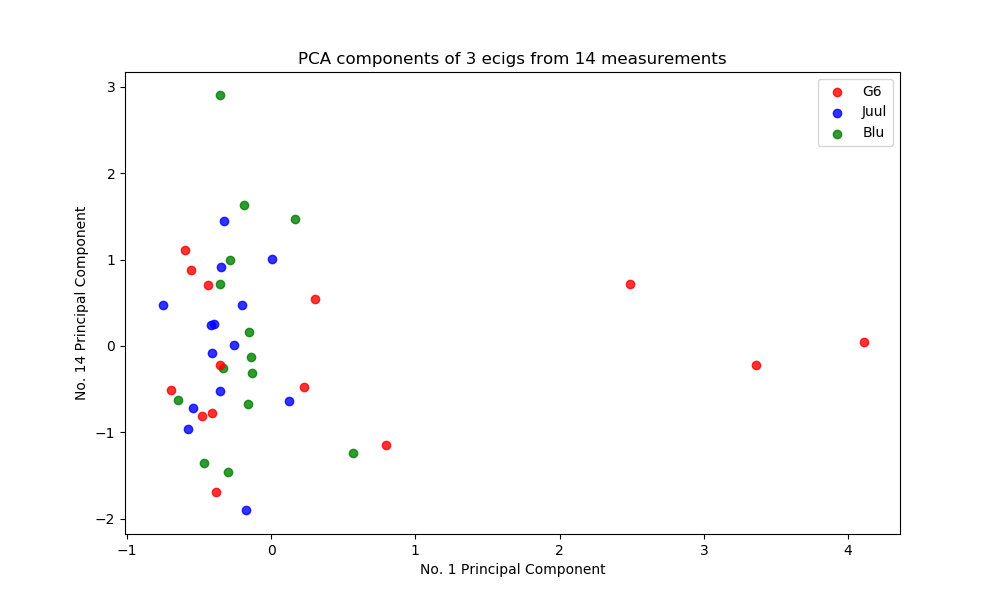 PCA components of 3 ecigs from 14 measurements
G6
Juul
Blu
3
2
1
0
−1
−2
No. 14 Principal Component
−1
0
1
2
3
4
No. 1 Principal Component